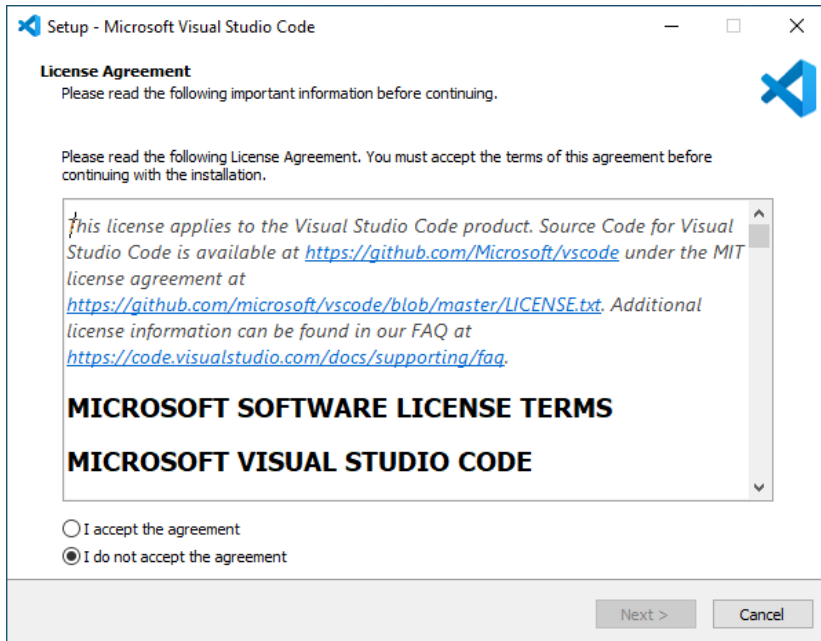 Setup - Microsoft Visual Studio Code
License Agreement
Please read the following important information before continuing.
Please read the following License Agreement. You must accept the terms of this agreement before
continuing with the installation.
This license applies to the Visual Studio Code product. Source Code for Visual
Studio Code is available at https://github.com/Microsoft/vscode under the MIT
license agreement at
https://github.com/microsoft/vscode/blob/master/LICENSE.txt. Additional
license information can be found in our FAQ at
https://code.visualstudio.com/docs/supporting/faq.
MICROSOFT SOFTWARE LICENSE TERMS
MICROSOFT VISUAL STUDIO CODE
I accept the agreement
I do not accept the agreement
Next >
Cancel